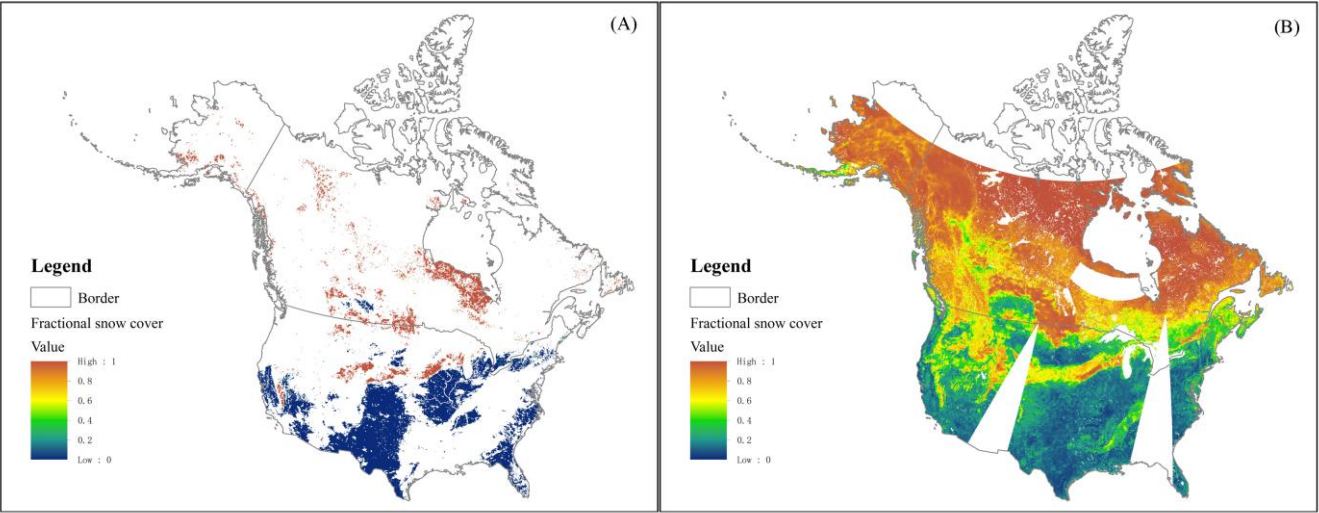 (A)
Legend
Border
Fractional snow cover
Value
High : 1
0.8
0.6
0.4
0.2
Low : 0
(B)
Legend
Border
Fractional snow cover
Value
High : 1
0.8
0.6
0.4
0.2
Low : 0